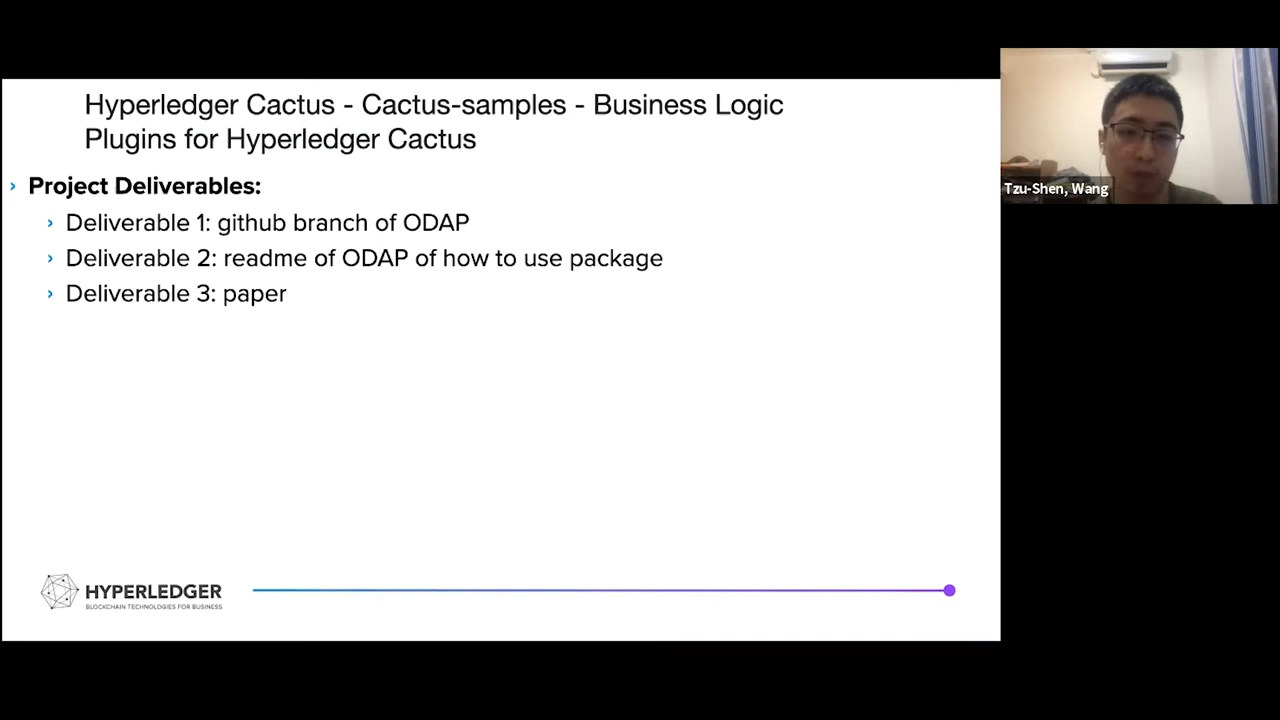 Hyperledger Cactus - Cactus-samples - Business Logic
Plugins for Hyperledger Cactus
Project Deliverables:
Deliverable 1: github branch of ODAP
Deliverable 2: readme of ODAP of how to use package
Deliverable 3: paper
HYPERLEDGER
BLOCKCHAIN TECHNOLOGIES FOR BUSINESS
Tzu-Shen, Wang